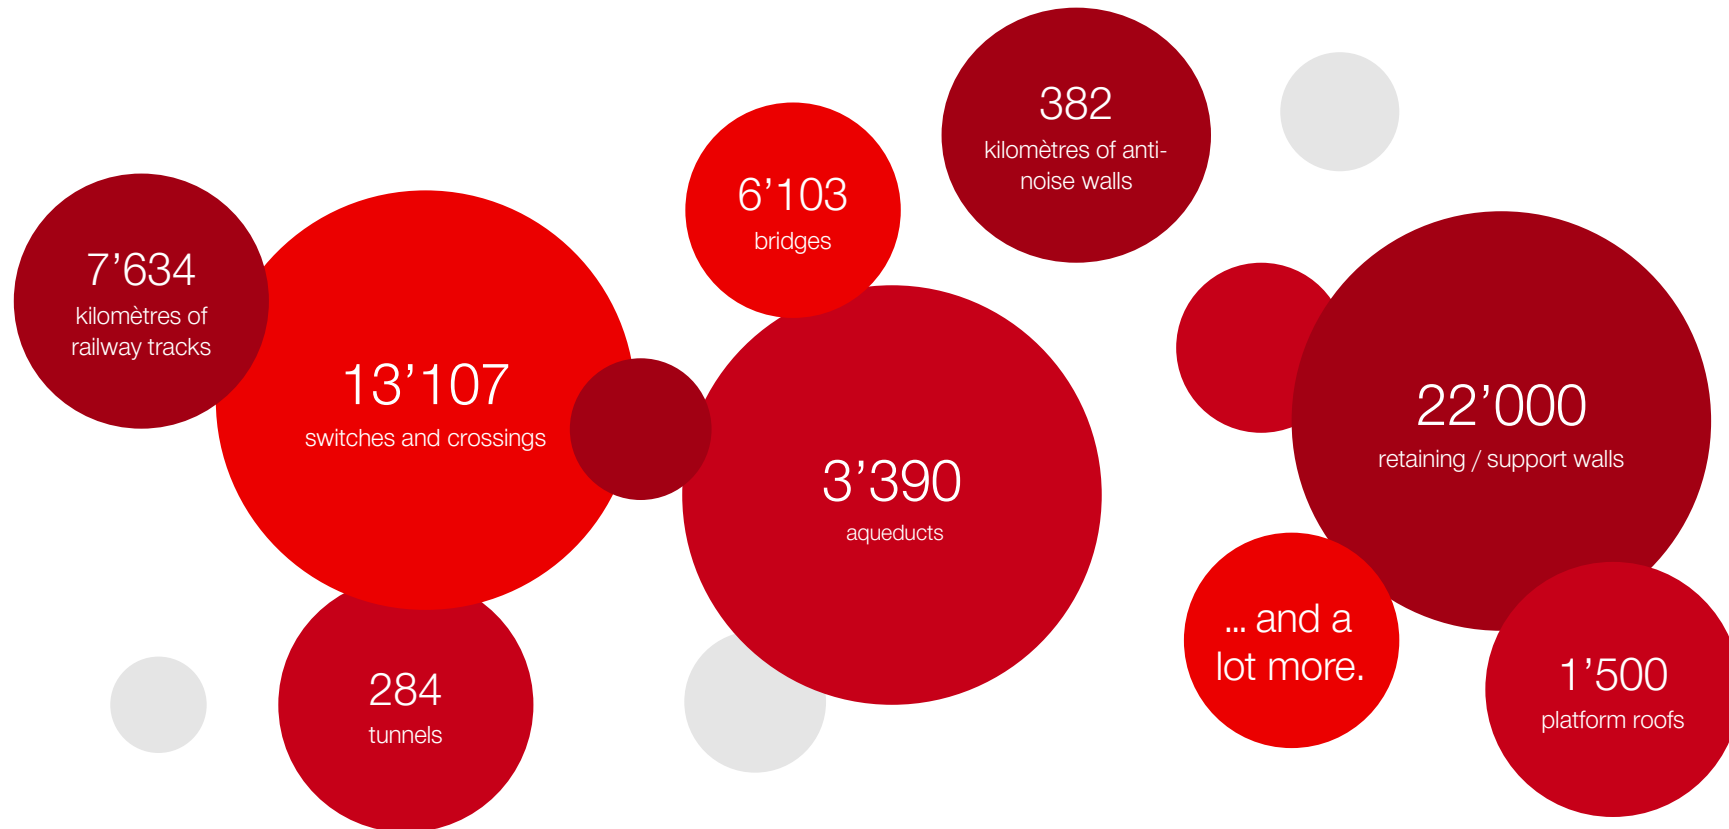 7’634
kilomètres of
railway tracks
13’107
switches and crossings
284
tunnels
6’103
bridges
3’390
aqueducts
382
kilomètres of anti-
noise walls
22’000
retaining / support walls
... and a
lot more.
1’500
platform roofs